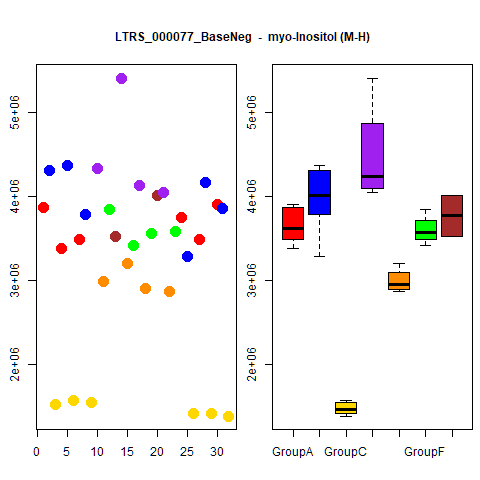 LTRS_000077_BaseNeg - myo-Inositol (M-H)
5e+06
4e+06
3e+06
2e+06
0 5 10 15 20 25 30
5e+06
4e+06
3e+06
2e+06
GroupA GroupC GroupF